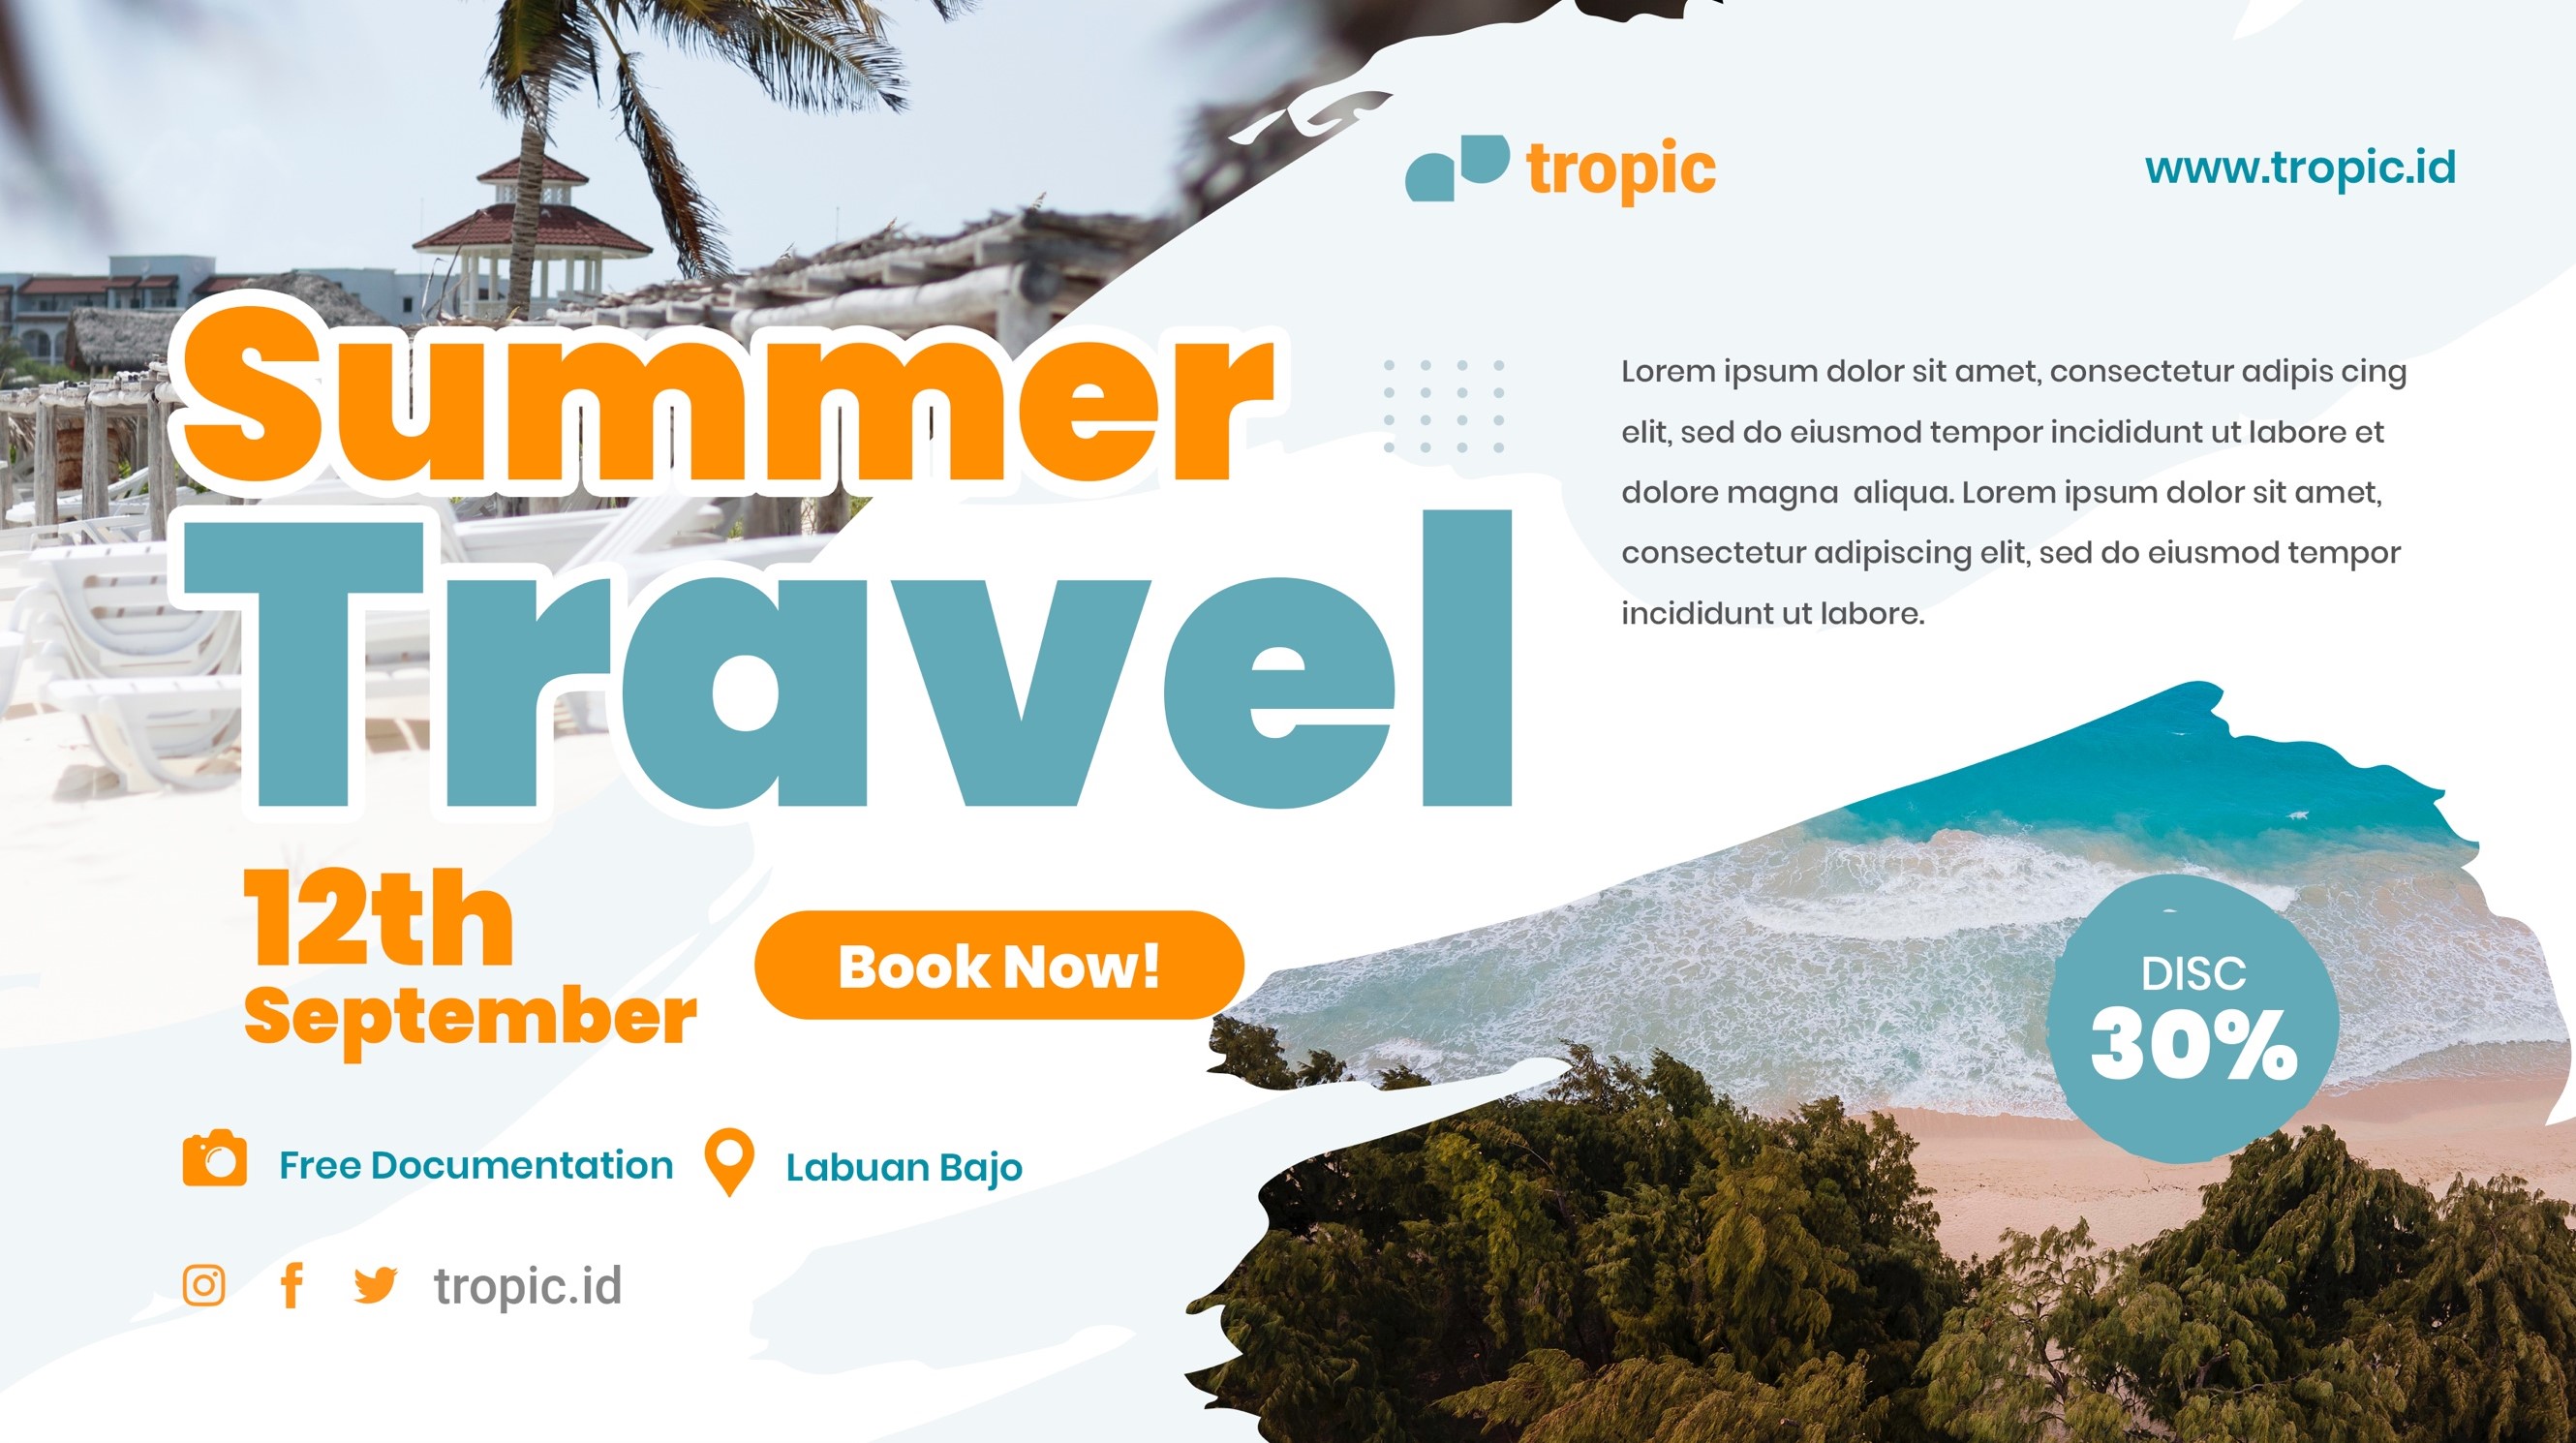 tropic
www.tropic.id
Summer
Travel
Lorem ipsum dolor sit amet, consectetur adipis cing
elit, sed do eiusmod tempor incididunt ut labore et
dolore magna  aliqua. Lorem ipsum dolor sit amet,
consectetur adipiscing elit, sed do eiusmod tempor
incididunt ut labore.
12th
September
Book Now!
DISC
30%
Free Documentation
Labuan Bajo
tropic.id